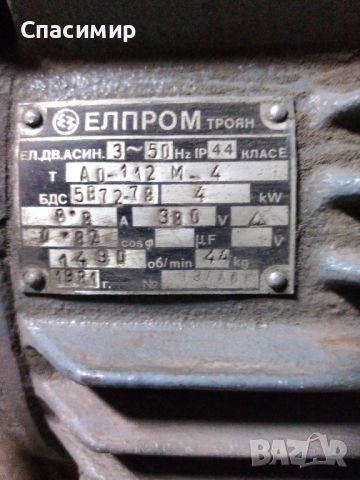 Спасимир
ЕЛПРОМ ТРОЯН
ЕЛ.ДВ.АСИН. 3~50 Hz IP 44 КЛАС Е
Т АО-112 М-4
БДС 5872-78 4 kW
8.8 A 380 V
0.82 cosφ μF V
1430 об/min 44 kg
1981 г. №
bazar